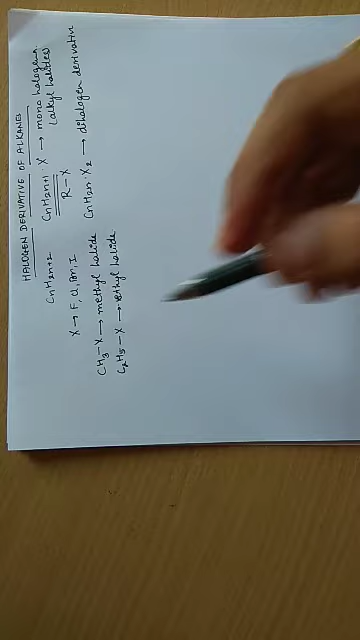 HALOGEN DERIVATIVE OF ALKANES
CnH2n+2
CnH2n+1 X → mono halogens
(alkyl halides)
R-X
X → F, Cl, Br, I
CnH2n·X2 → dihalogen derivative
CH3-X → methyl halide
C2H5-X → ethyl halide